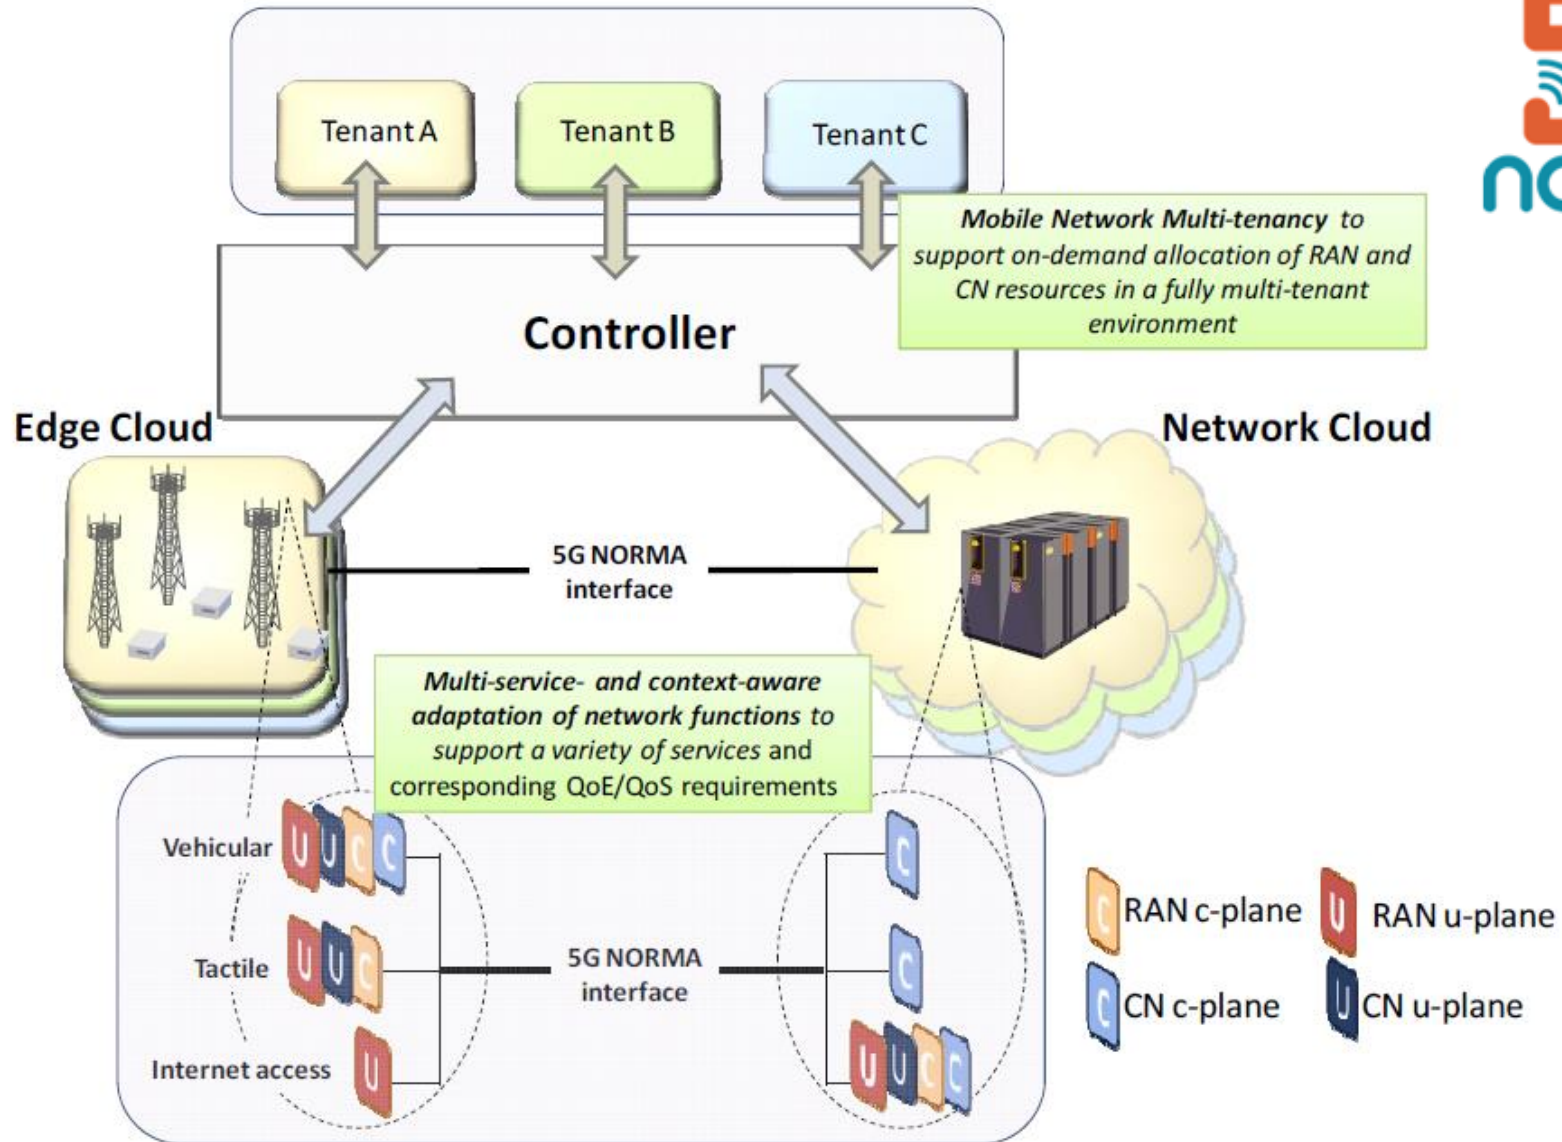 Tenant A
Tenant B
Tenant C
Mobile Network Multi-tenancy to
support on-demand allocation of RAN and
CN resources in a fully multi-tenant
environment
Controller
Edge Cloud
Network Cloud
5G NORMA
interface
Multi-service- and context-aware
adaptation of network functions to
support a variety of services and
corresponding QoE/QoS requirements
Vehicular
U U C C
C
Tactile
U U C
5G NORMA
interface
C
Internet access
U
U U C C
C RAN c-plane
U RAN u-plane
C CN c-plane
U CN u-plane